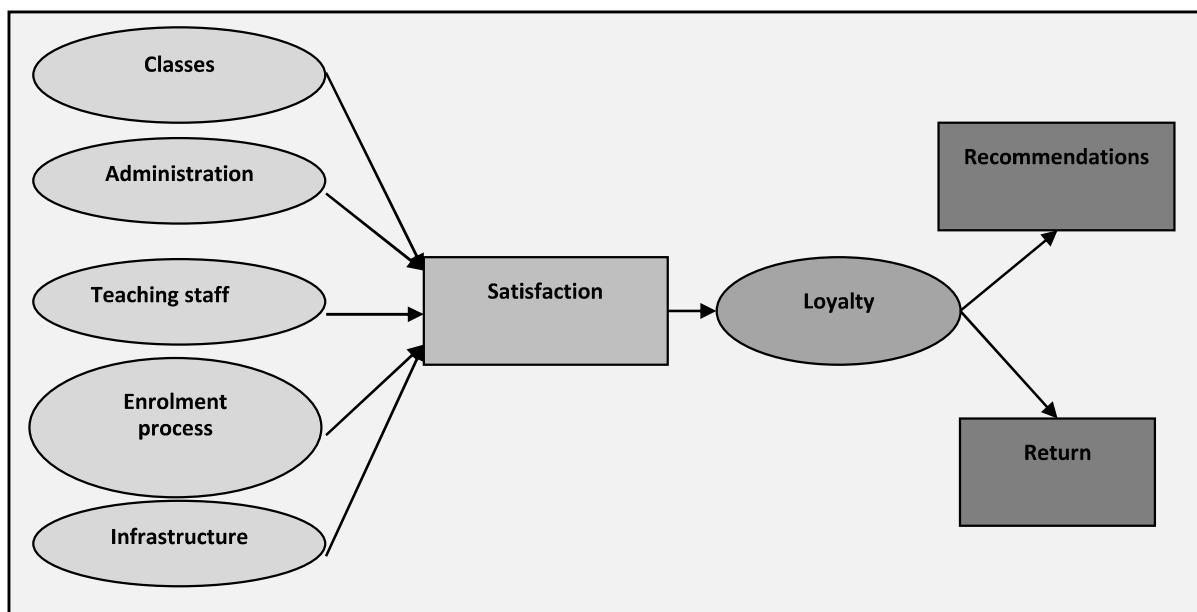 Classes
Administration
Teaching staff
Enrolment
process
Infrastructure
Satisfaction
Loyalty
Recommendations
Return